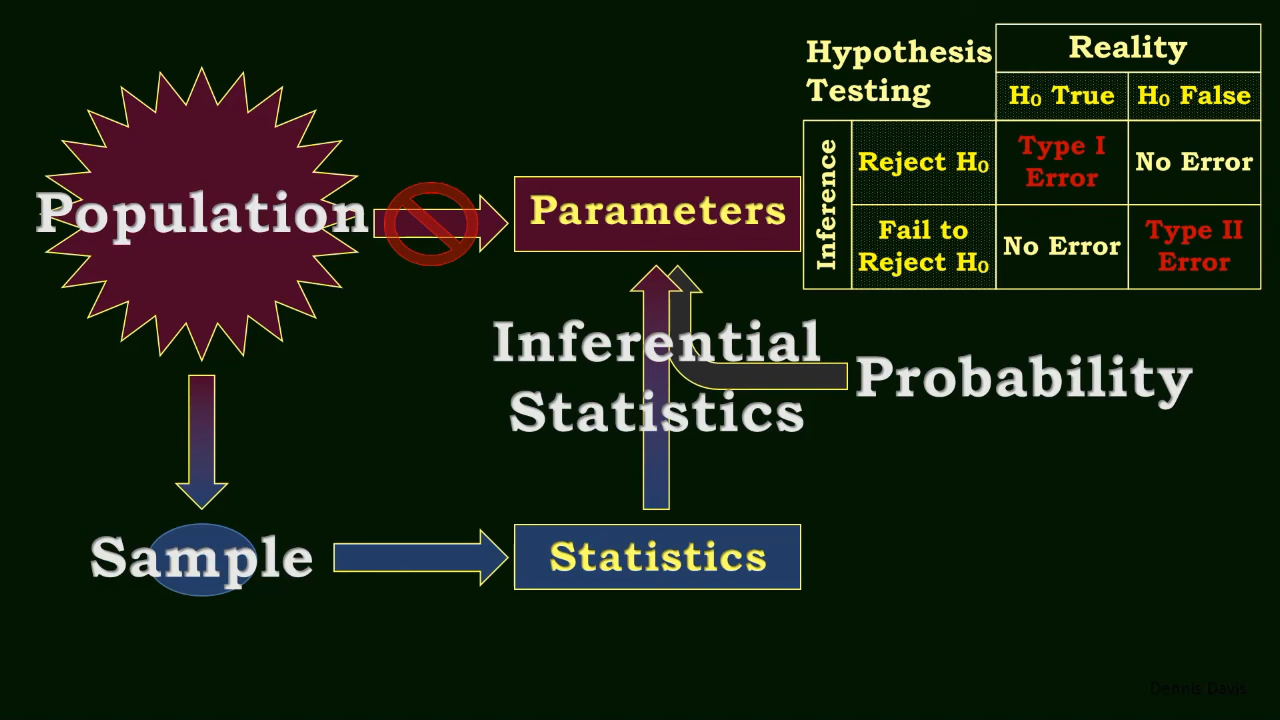 Hypothesis
Testing
Reality
H₀ True
H₀ False
Inference
Reject H₀
Type I
Error
No Error
Fail to
Reject H₀
No Error
Type II
Error
Population
Parameters
Inferential
Statistics
Probability
Sample
Statistics
Dennis Davis